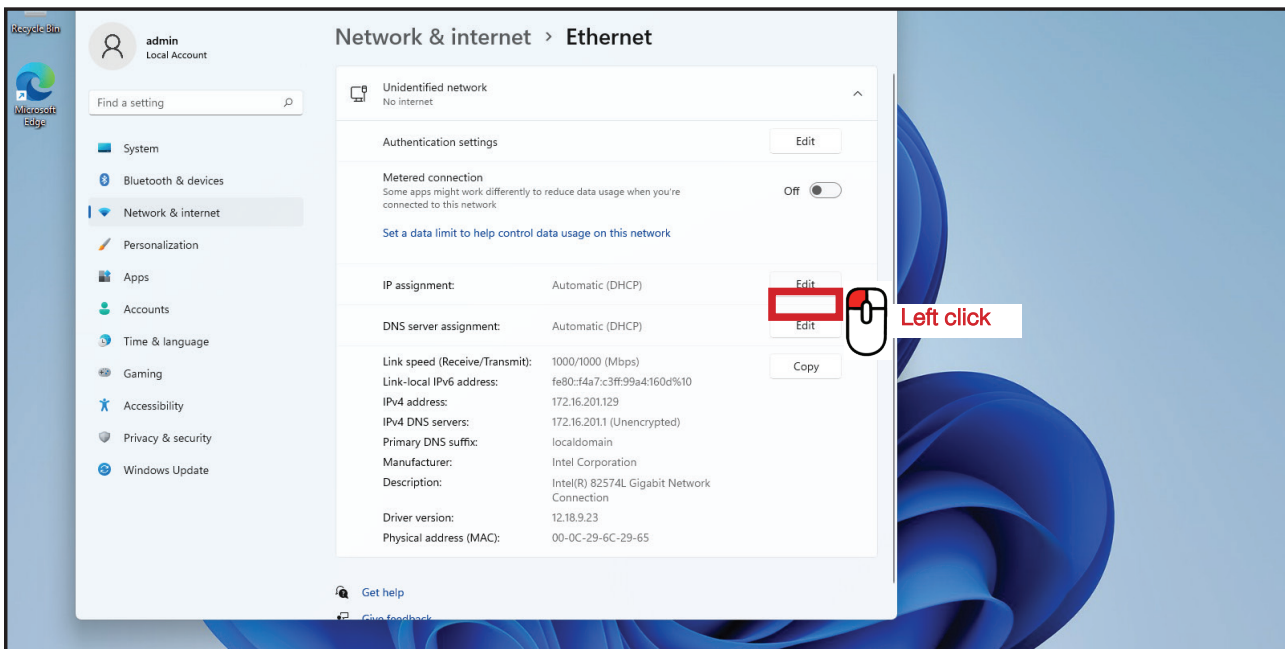 Recycle Bin
Microsoft
Edge
admin
Local Account
Find a setting
System
Bluetooth & devices
Network & internet
Personalization
Apps
Accounts
Time & language
Gaming
Accessibility
Privacy & security
Windows Update
Network & internet > Ethernet
Unidentified network
No internet
Authentication settings Edit
Metered connection
Some apps might work differently to reduce data usage when you're
connected to this network
Off
Set a data limit to help control data usage on this network
IP assignment: Automatic (DHCP) Edit
DNS server assignment: Automatic (DHCP) Edit
Left click
Link speed (Receive/Transmit): 1000/1000 (Mbps) Copy
Link-local IPv6 address: fe80::f4a7:c3ff:99a4:160d%10
IPv4 address: 172.16.201.129
IPv4 DNS servers: 172.16.201.1 (Unencrypted)
Primary DNS suffix: localdomain
Manufacturer: Intel Corporation
Description: Intel(R) 82574L Gigabit Network
Connection
Driver version: 12.18.9.23
Physical address (MAC): 00-0C-29-6C-29-65
Get help
Give feedback